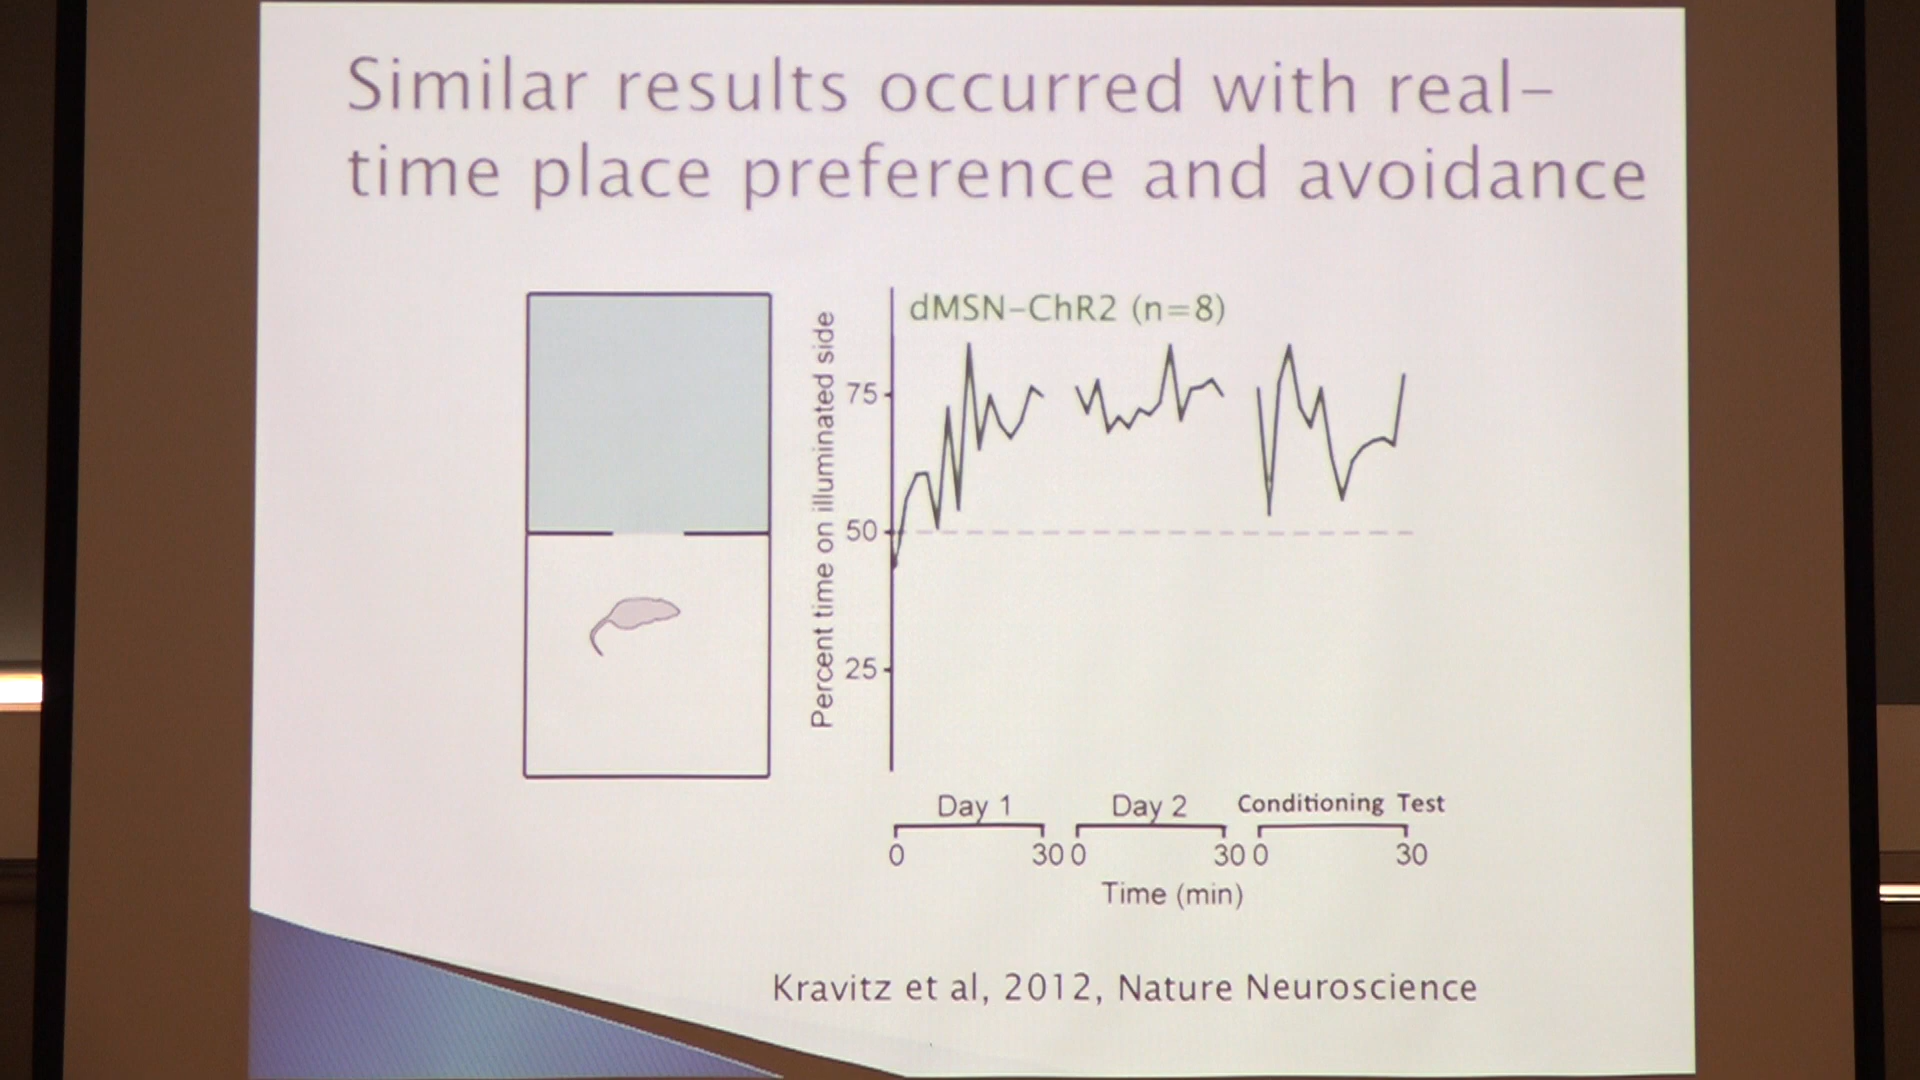 Similar results occurred with real-
time place preference and avoidance
dMSN-ChR2 (n=8)
Percent time on illuminated side
75
50
25
Day 1
Day 2
Conditioning Test
0
30
0
30
0
30
Time (min)
Kravitz et al, 2012, Nature Neuroscience